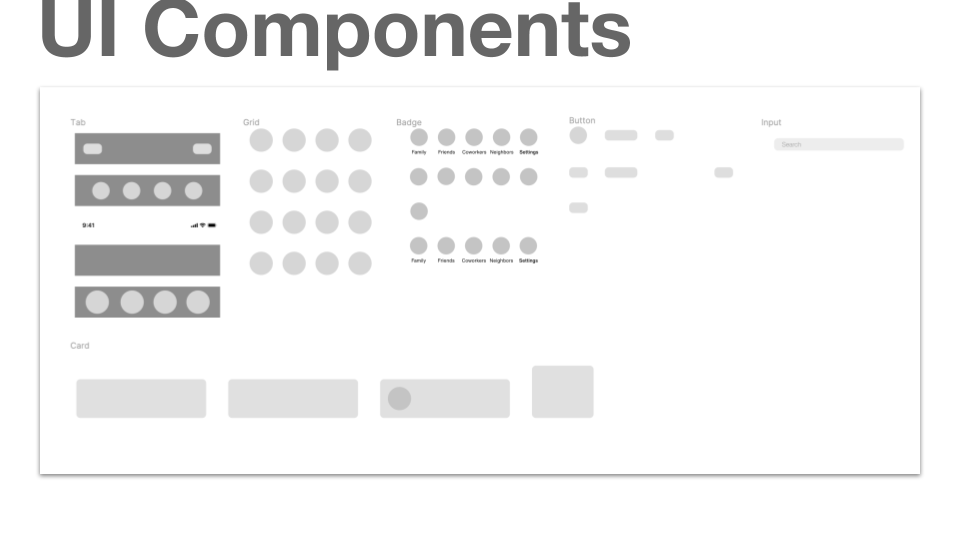 UI Components
Tab
Grid
Badge
Button
Input
Family Friends Coworkers Neighbors Settings
Search
9:41
Family Friends Coworkers Neighbors Settings
Card